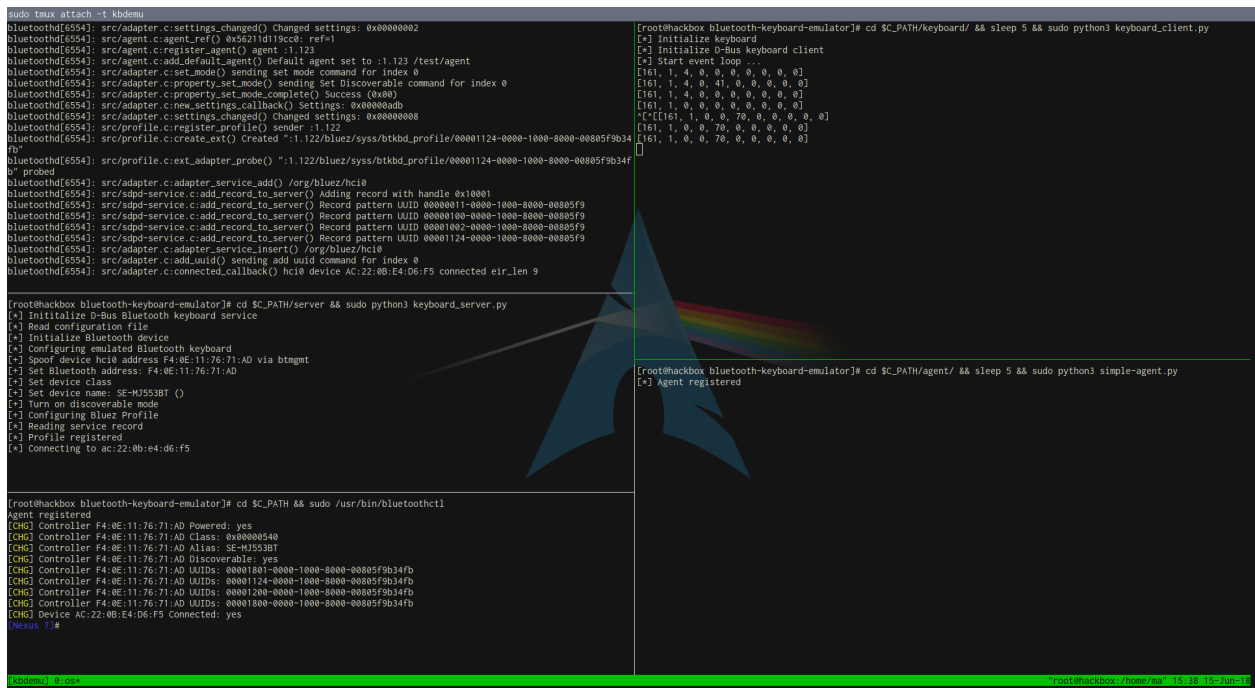 sudo tmux attach -t kbdemu
bluetoothd[6554]: src/adapter.c:settings_changed() Changed settings: 0x00000002
bluetoothd[6554]: src/agent.c:agent_ref() 0x56211d119cc0: ref=1
bluetoothd[6554]: src/agent.c:register_agent() agent :1.123
bluetoothd[6554]: src/agent.c:add_default_agent() Default agent set to :1.123 /test/agent
bluetoothd[6554]: src/adapter.c:set_mode() sending set mode command for index 0
bluetoothd[6554]: src/adapter.c:property_set_mode() sending Set Discoverable command for index 0
bluetoothd[6554]: src/adapter.c:property_set_mode_complete() Success (0x00)
bluetoothd[6554]: src/adapter.c:new_settings_callback() Settings: 0x00000adb
bluetoothd[6554]: src/adapter.c:settings_changed() Changed settings: 0x00000008
bluetoothd[6554]: src/profile.c:register_profile() sender :1.122
bluetoothd[6554]: src/profile.c:create_ext() Created ":1.122/bluez/syss/btkbd_profile/00001124-0000-1000-8000-00805f9b34
fb"
bluetoothd[6554]: src/profile.c:ext_adapter_probe() ":1.122/bluez/syss/btkbd_profile/00001124-0000-1000-8000-00805f9b34f
b" probed
bluetoothd[6554]: src/adapter.c:adapter_service_add() /org/bluez/hci0
bluetoothd[6554]: src/sdpd-service.c:add_record_to_server() Adding record with handle 0x10001
bluetoothd[6554]: src/sdpd-service.c:add_record_to_server() Record pattern UUID 00000011-0000-1000-8000-00805f9
bluetoothd[6554]: src/sdpd-service.c:add_record_to_server() Record pattern UUID 00000100-0000-1000-8000-00805f9
bluetoothd[6554]: src/sdpd-service.c:add_record_to_server() Record pattern UUID 00001002-0000-1000-8000-00805f9
bluetoothd[6554]: src/sdpd-service.c:add_record_to_server() Record pattern UUID 00001124-0000-1000-8000-00805f9
bluetoothd[6554]: src/adapter.c:adapter_service_insert() /org/bluez/hci0
bluetoothd[6554]: src/adapter.c:add_uuid() sending add uuid command for index 0
bluetoothd[6554]: src/adapter.c:connected_callback() hci0 device AC:22:0B:E4:D6:F5 connected eir_len 9
[root@hackbox bluetooth-keyboard-emulator]# cd $C_PATH/server && sudo python3 keyboard_server.py
[*] Inititalize D-Bus Bluetooth keyboard service
[*] Read configuration file
[*] Initialize Bluetooth device
[*] Configuring emulated Bluetooth keyboard
[+] Spoof device hci0 address F4:0E:11:76:71:AD via btmgmt
[+] Set Bluetooth address: F4:0E:11:76:71:AD
[+] Set device class
[+] Set device name: SE-MJ553BT ()
[+] Turn on discoverable mode
[+] Configuring Bluez Profile
[*] Reading service record
[*] Profile registered
[*] Connecting to ac:22:0b:e4:d6:f5
[root@hackbox bluetooth-keyboard-emulator]# cd $C_PATH && sudo /usr/bin/bluetoothctl
Agent registered
[CHG] Controller F4:0E:11:76:71:AD Powered: yes
[CHG] Controller F4:0E:11:76:71:AD Class: 0x00000540
[CHG] Controller F4:0E:11:76:71:AD Alias: SE-MJ553BT
[CHG] Controller F4:0E:11:76:71:AD Discoverable: yes
[CHG] Controller F4:0E:11:76:71:AD UUIDs: 00001801-0000-1000-8000-00805f9b34fb
[CHG] Controller F4:0E:11:76:71:AD UUIDs: 00001124-0000-1000-8000-00805f9b34fb
[CHG] Controller F4:0E:11:76:71:AD UUIDs: 00001200-0000-1000-8000-00805f9b34fb
[CHG] Controller F4:0E:11:76:71:AD UUIDs: 00001800-0000-1000-8000-00805f9b34fb
[CHG] Device AC:22:0B:E4:D6:F5 Connected: yes
[Nexus 7]#
[root@hackbox bluetooth-keyboard-emulator]# cd $C_PATH/keyboard/ && sleep 5 && sudo python3 keyboard_client.py
[*] Initialize keyboard
[*] Initialize D-Bus keyboard client
[*] Start event loop ...
[161, 1, 4, 0, 0, 0, 0, 0, 0, 0]
[161, 1, 4, 0, 41, 0, 0, 0, 0, 0]
[161, 1, 4, 0, 0, 0, 0, 0, 0, 0]
[161, 1, 0, 0, 0, 0, 0, 0, 0, 0]
^[^[[161, 1, 0, 0, 70, 0, 0, 0, 0, 0]
[161, 1, 0, 0, 70, 0, 0, 0, 0, 0]
[161, 1, 0, 0, 70, 0, 0, 0, 0, 0]
[root@hackbox bluetooth-keyboard-emulator]# cd $C_PATH/agent/ && sleep 5 && sudo python3 simple-agent.py
[*] Agent registered
[kbdemu] 0:os* "root@hackbox:/home/ma" 15:38 15-Jun-18